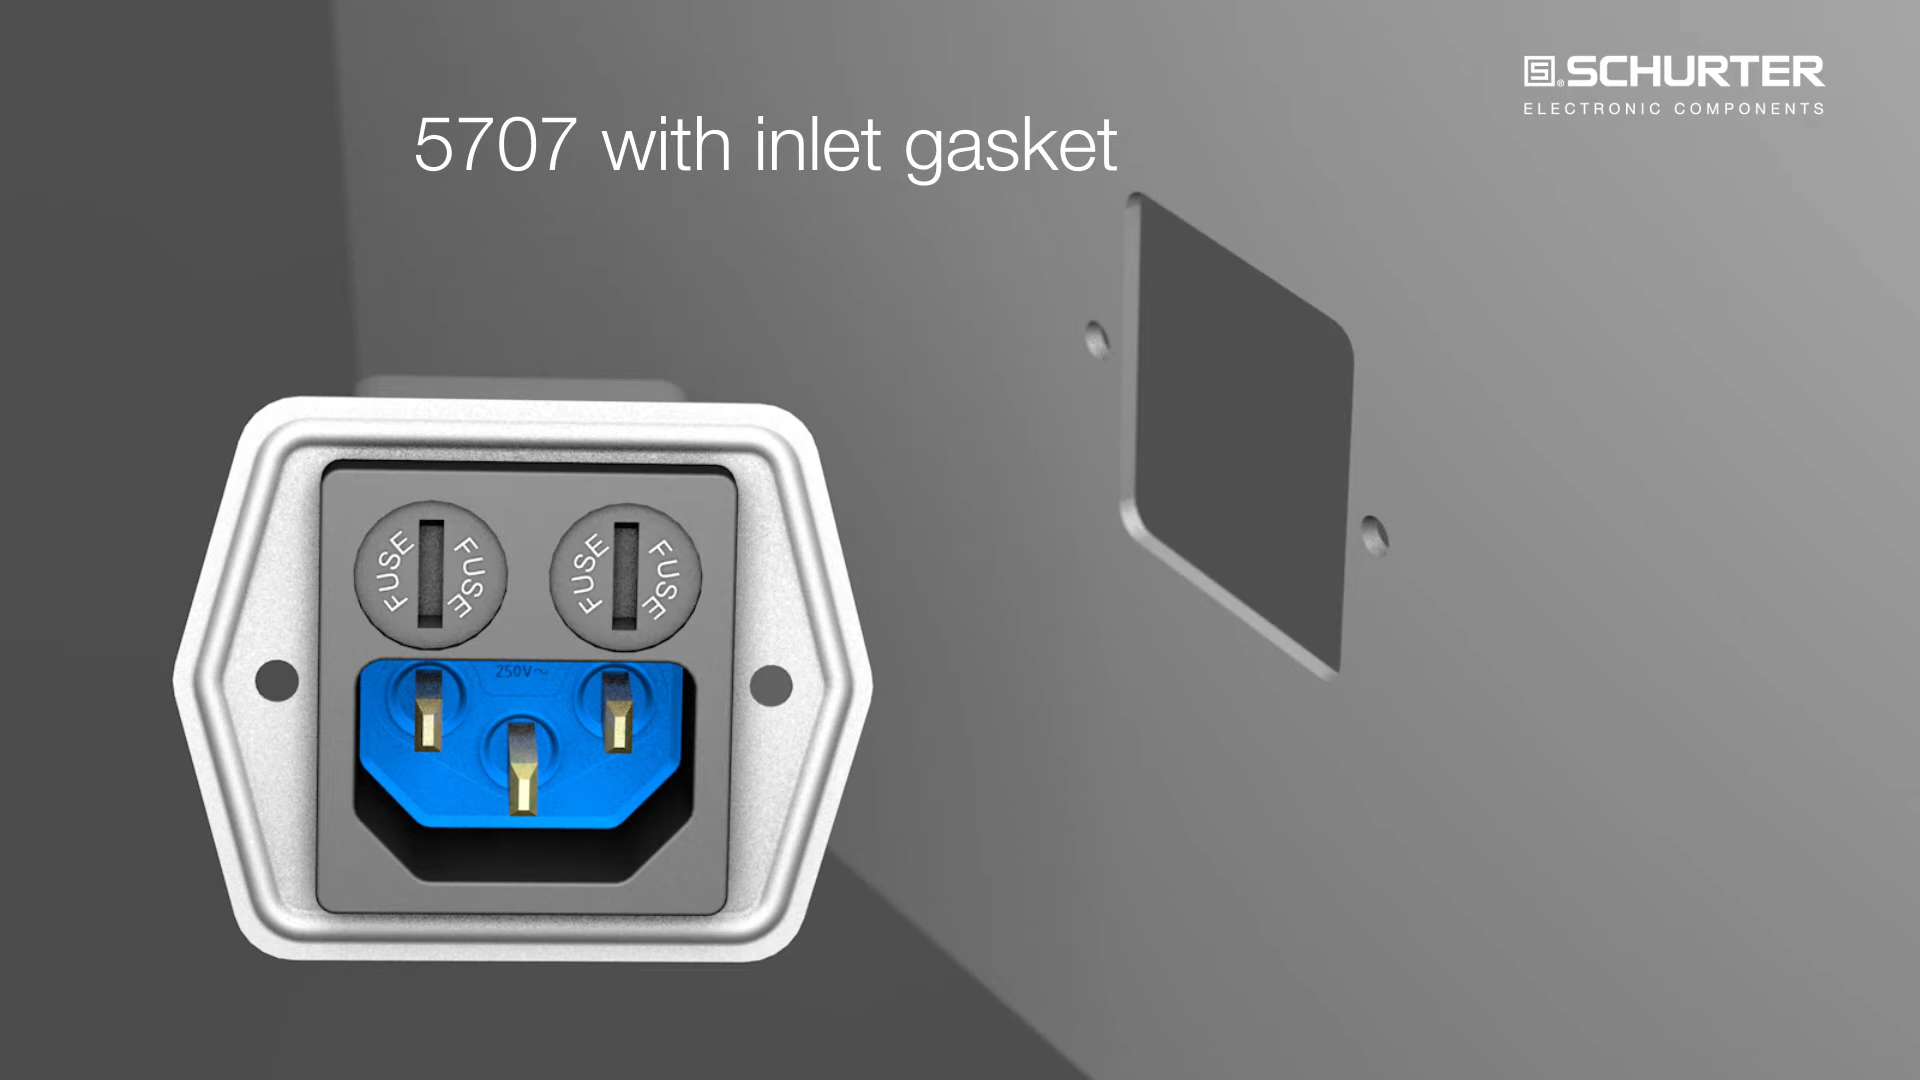 SCHURTER
ELECTRONIC COMPONENTS
5707 with inlet gasket
FUSE FUSE
FUSE FUSE
250V~